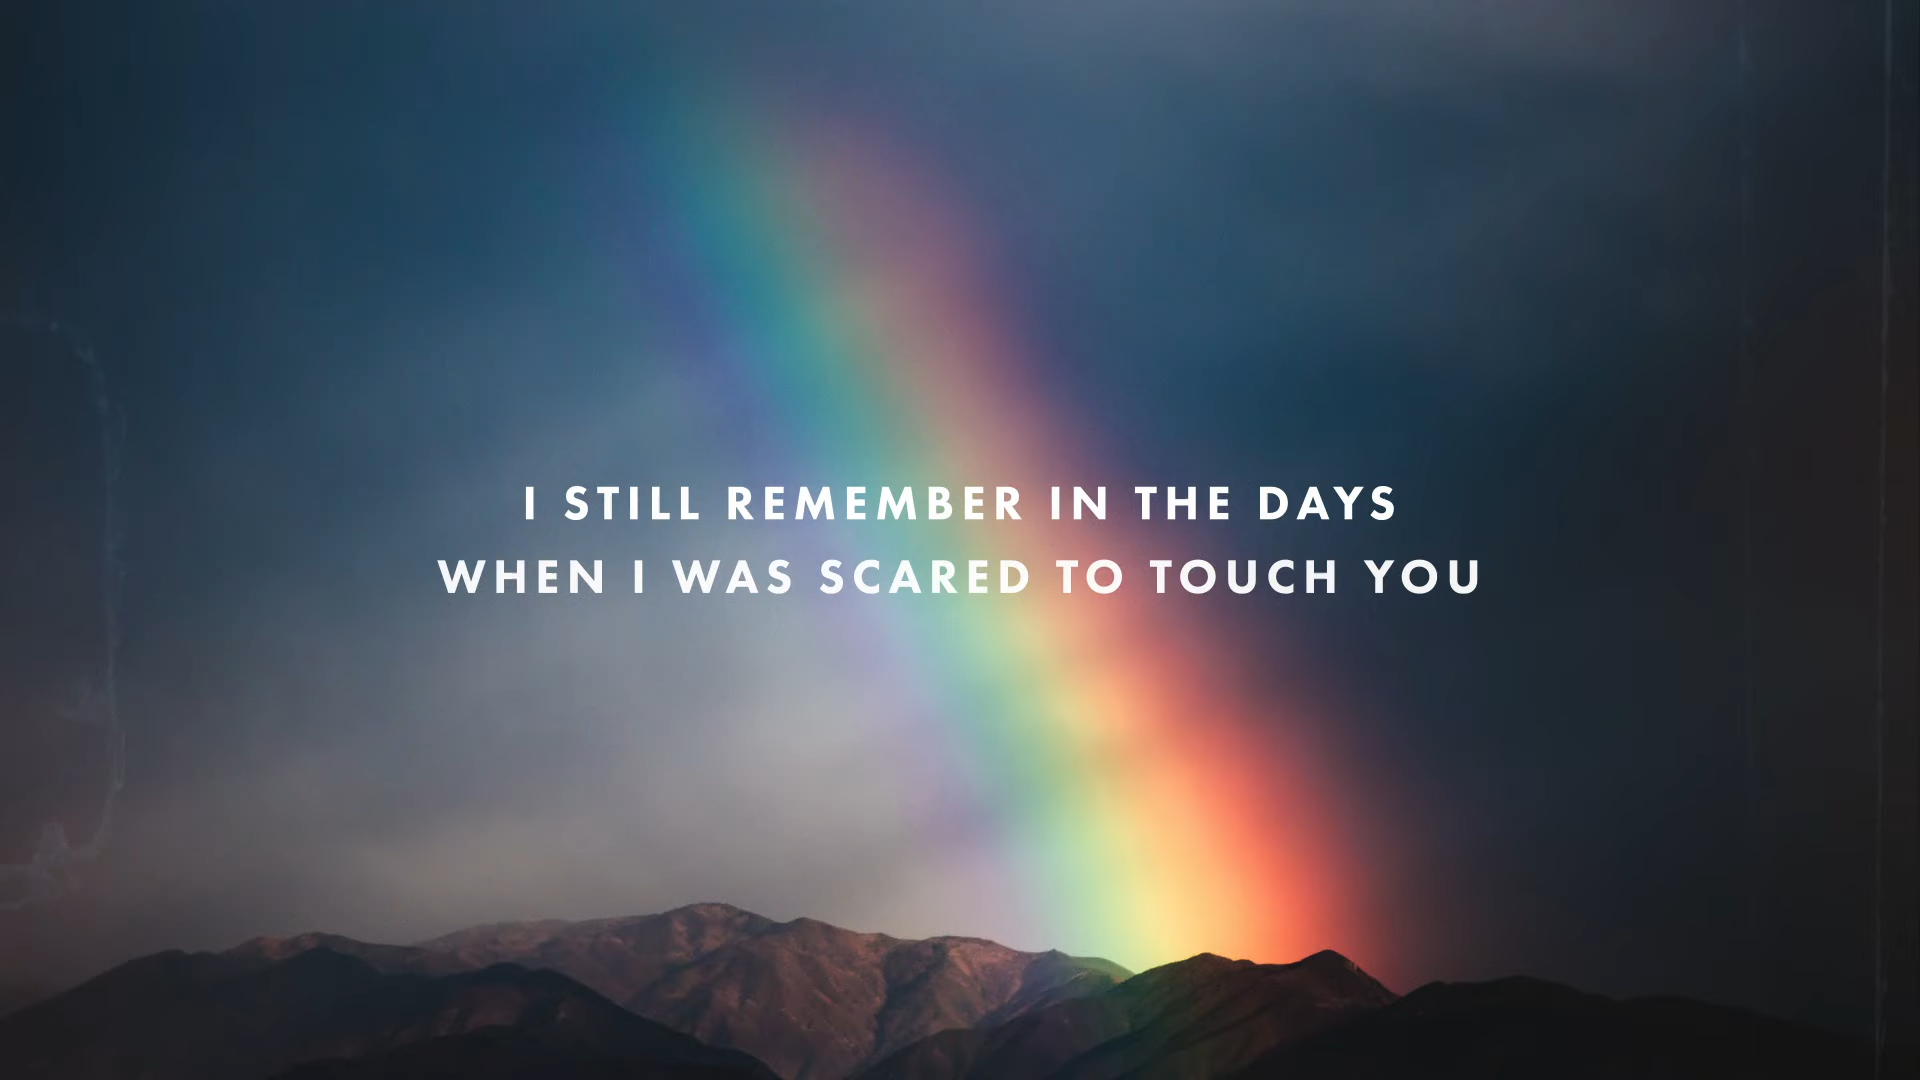 I STILL REMEMBER IN THE DAYS
WHEN I WAS SCARED TO TOUCH YOU